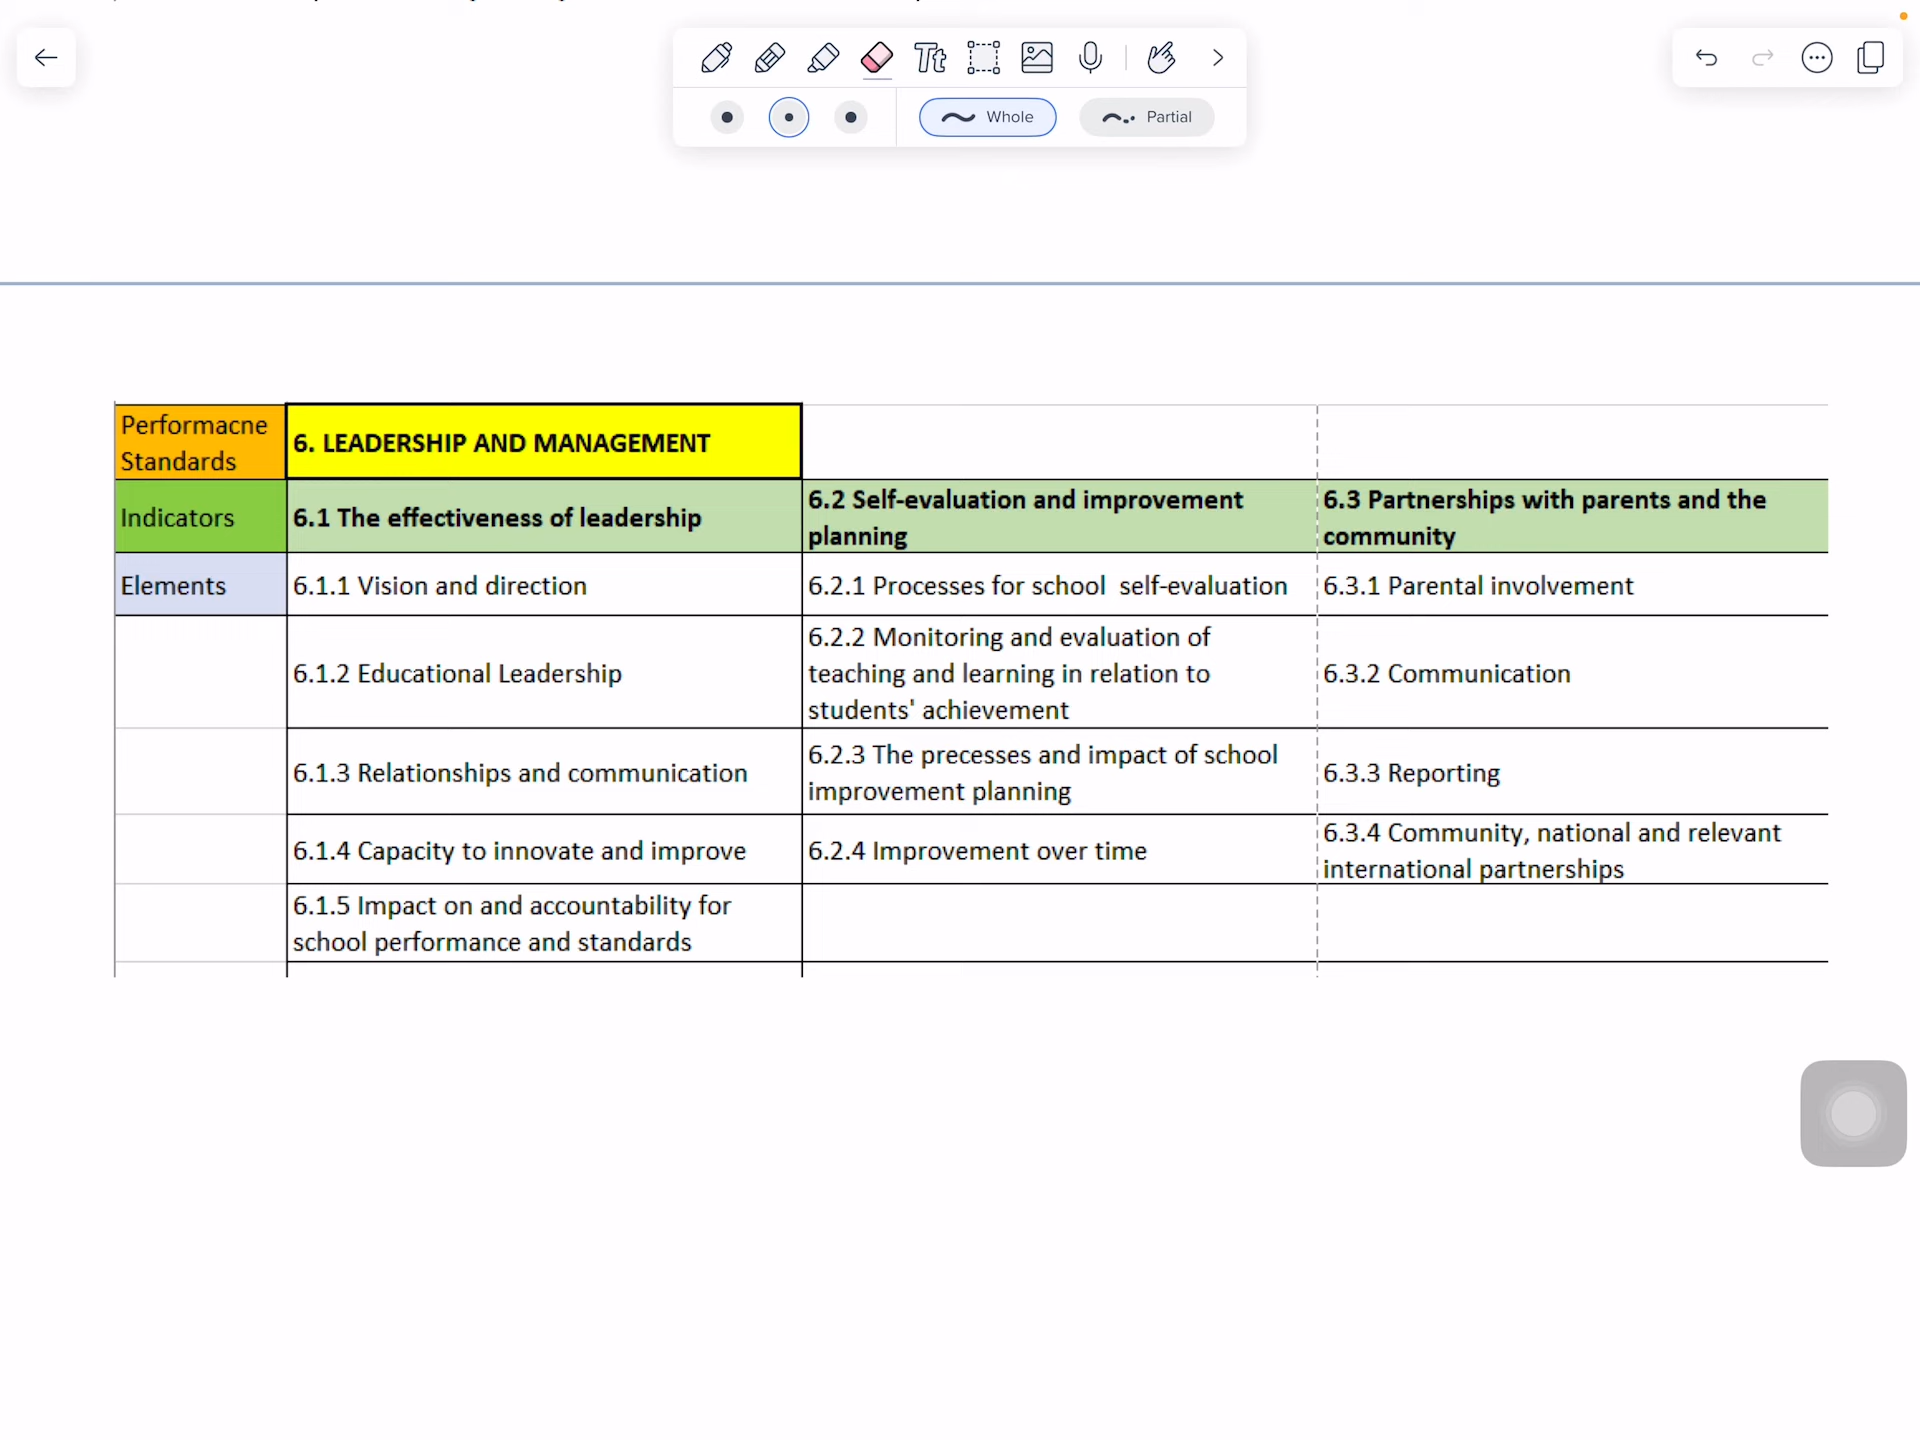 Whole
Partial
Performacne
Standards
6. LEADERSHIP AND MANAGEMENT
Indicators
6.1 The effectiveness of leadership
6.2 Self-evaluation and improvement
planning
6.3 Partnerships with parents and the
community
Elements
6.1.1 Vision and direction
6.2.1 Processes for school self-evaluation
6.3.1 Parental involvement
6.1.2 Educational Leadership
6.2.2 Monitoring and evaluation of
teaching and learning in relation to
students' achievement
6.3.2 Communication
6.1.3 Relationships and communication
6.2.3 The precesses and impact of school
improvement planning
6.3.3 Reporting
6.1.4 Capacity to innovate and improve
6.2.4 Improvement over time
6.3.4 Community, national and relevant
international partnerships
6.1.5 Impact on and accountability for
school performance and standards